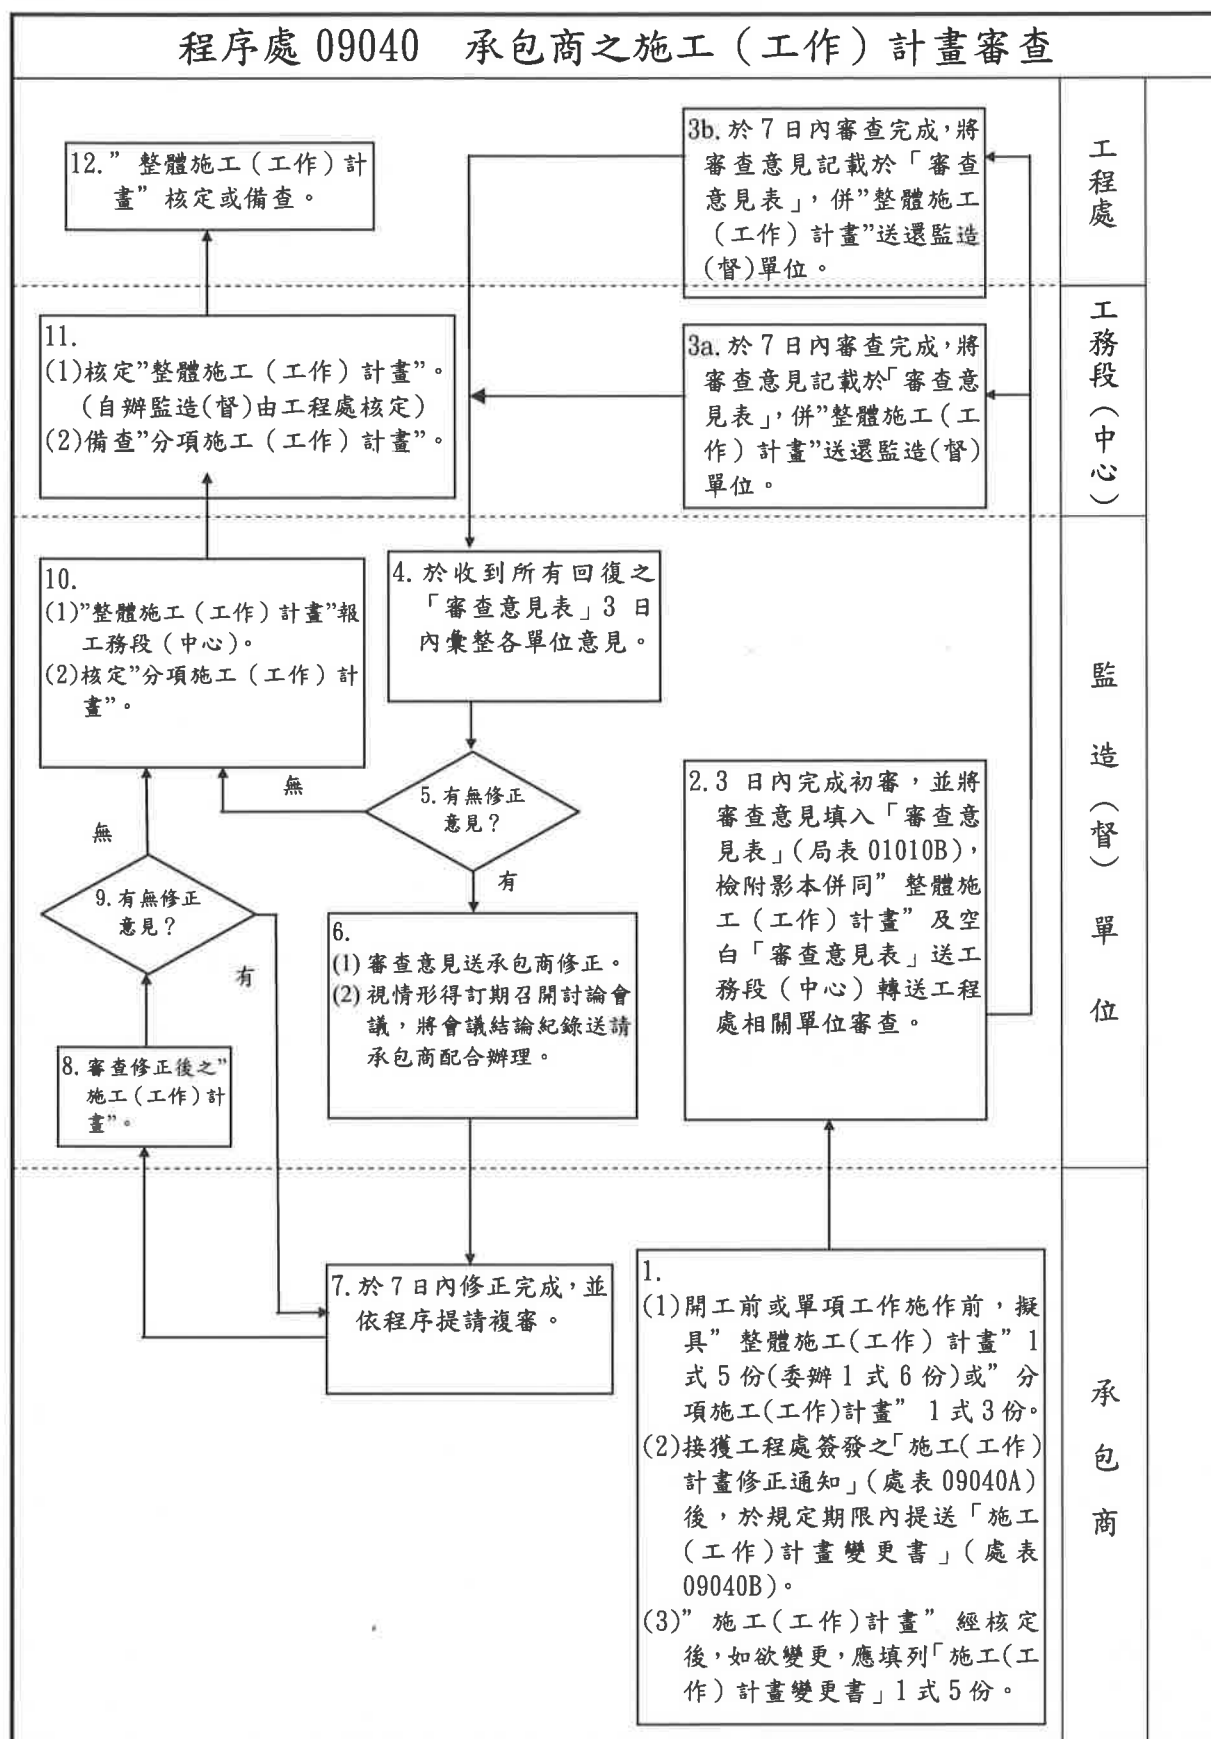 程序處 09040　承包商之施工（工作）計畫審查
12.” 整體施工（工作）計
畫” 核定或備查。
3b. 於 7 日內審查完成，將
審查意見記載於「審查
意見表」，併”整體施工
（工作）計畫”送還監造
(督)單位。
工程處
11.
(1)核定”整體施工（工作）計畫”。
（自辦監造(督)由工程處核定）
(2)備查”分項施工（工作）計畫”。
3a. 於 7 日內審查完成，將
審查意見記載於「審查意
見表」，併”整體施工（工
作）計畫”送還監造(督)
單位。
工務段（中心）
10.
(1)”整體施工（工作）計畫”報
工務段（中心）。
(2)核定”分項施工（工作）計
畫”。
4. 於收到所有回復之
「審查意見表」3 日
內彙整各單位意見。
5. 有無修正
意見？
無
有
2. 3 日內完成初審，並將
審查意見填入「審查意
見表」（局表 01010B），
檢附影本併同” 整體施
工（工作）計畫” 及空
白「審查意見表」送工
務段（中心）轉送工程
處相關單位審查。
監造（督）單位
無
9. 有無修正
意見？
有
6.
(1) 審查意見送承包商修正。
(2) 視情形得訂期召開討論會
議，將會議結論紀錄送請
承包商配合辦理。
8. 審查修正後之”
施工（工作）計
畫”。
7. 於 7 日內修正完成，並
依程序提請複審。
1.
(1)開工前或單項工作施作前，擬
具” 整體施工(工作）計畫” 1
式 5 份(委辦 1 式 6 份)或” 分
項施工(工作)計畫” 1 式 3 份。
(2)接獲工程處簽發之「施工(工作)
計畫修正通知」（處表 09040A）
後，於規定期限內提送「施工
（工作）計畫變更書」（處表
09040B）。
(3)” 施工(工作)計畫” 經核定
後，如欲變更，應填列「施工(工
作）計畫變更書」1 式 5 份。
承包商